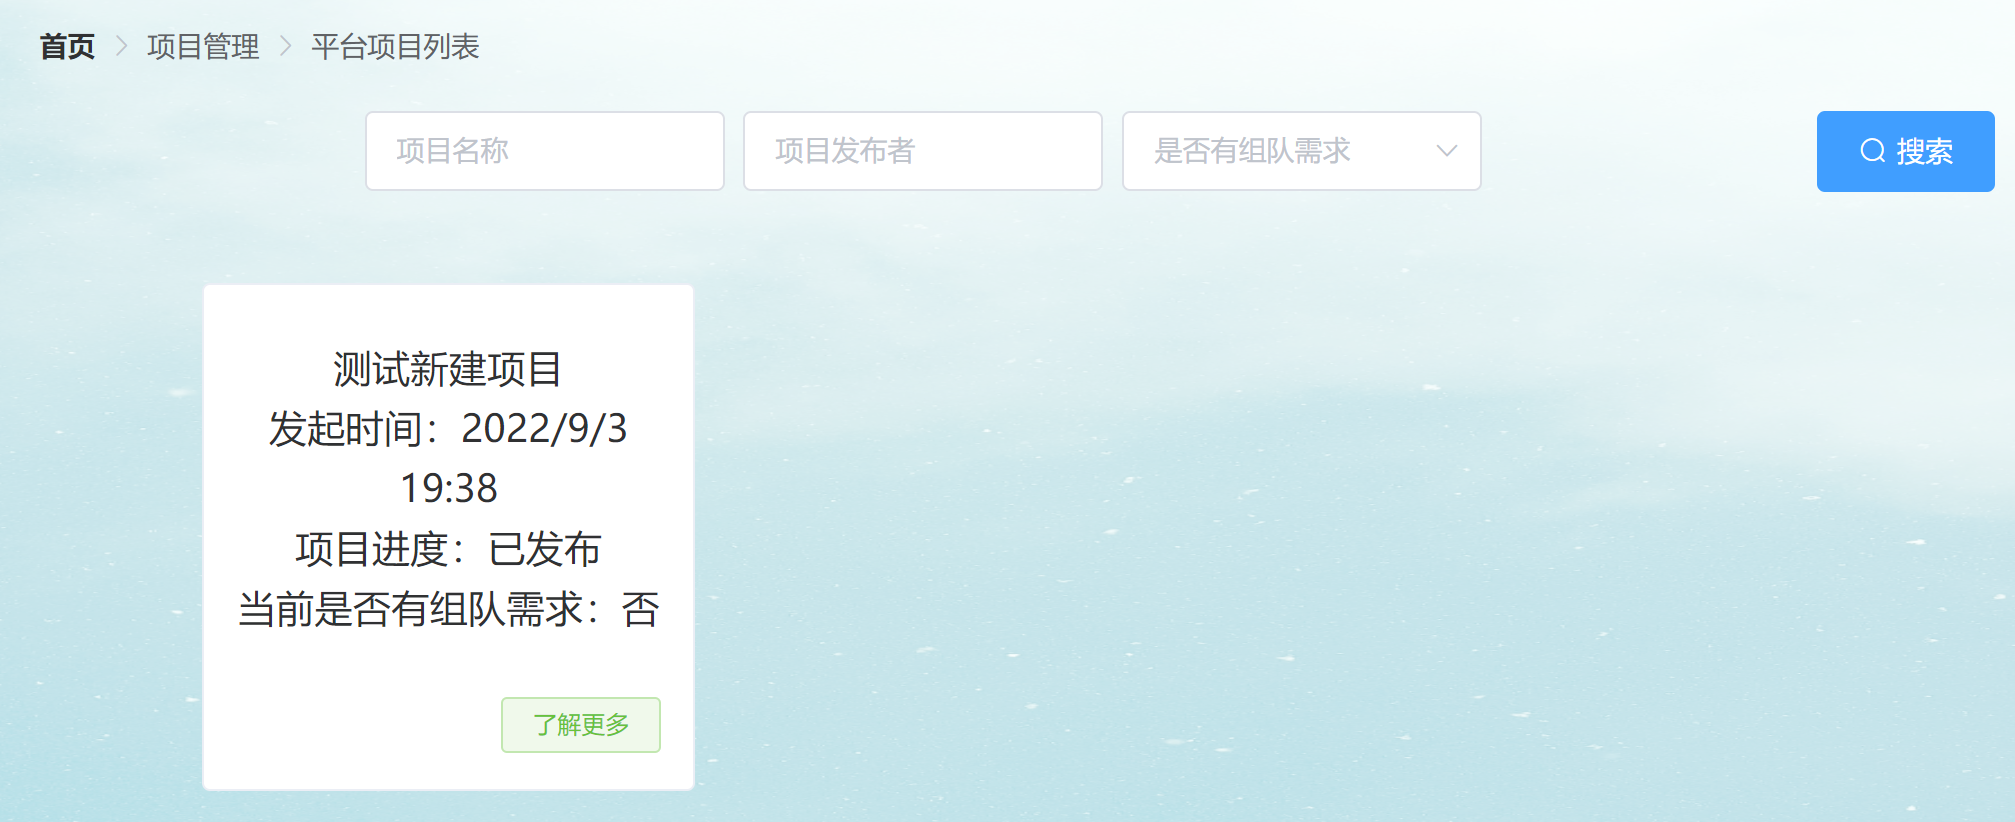 首页 > 项目管理 > 平台项目列表
项目名称 项目发布者 是否有组队需求 搜索
测试新建项目
发起时间：2022/9/3
19:38
项目进度：已发布
当前是否有组队需求：否
了解更多